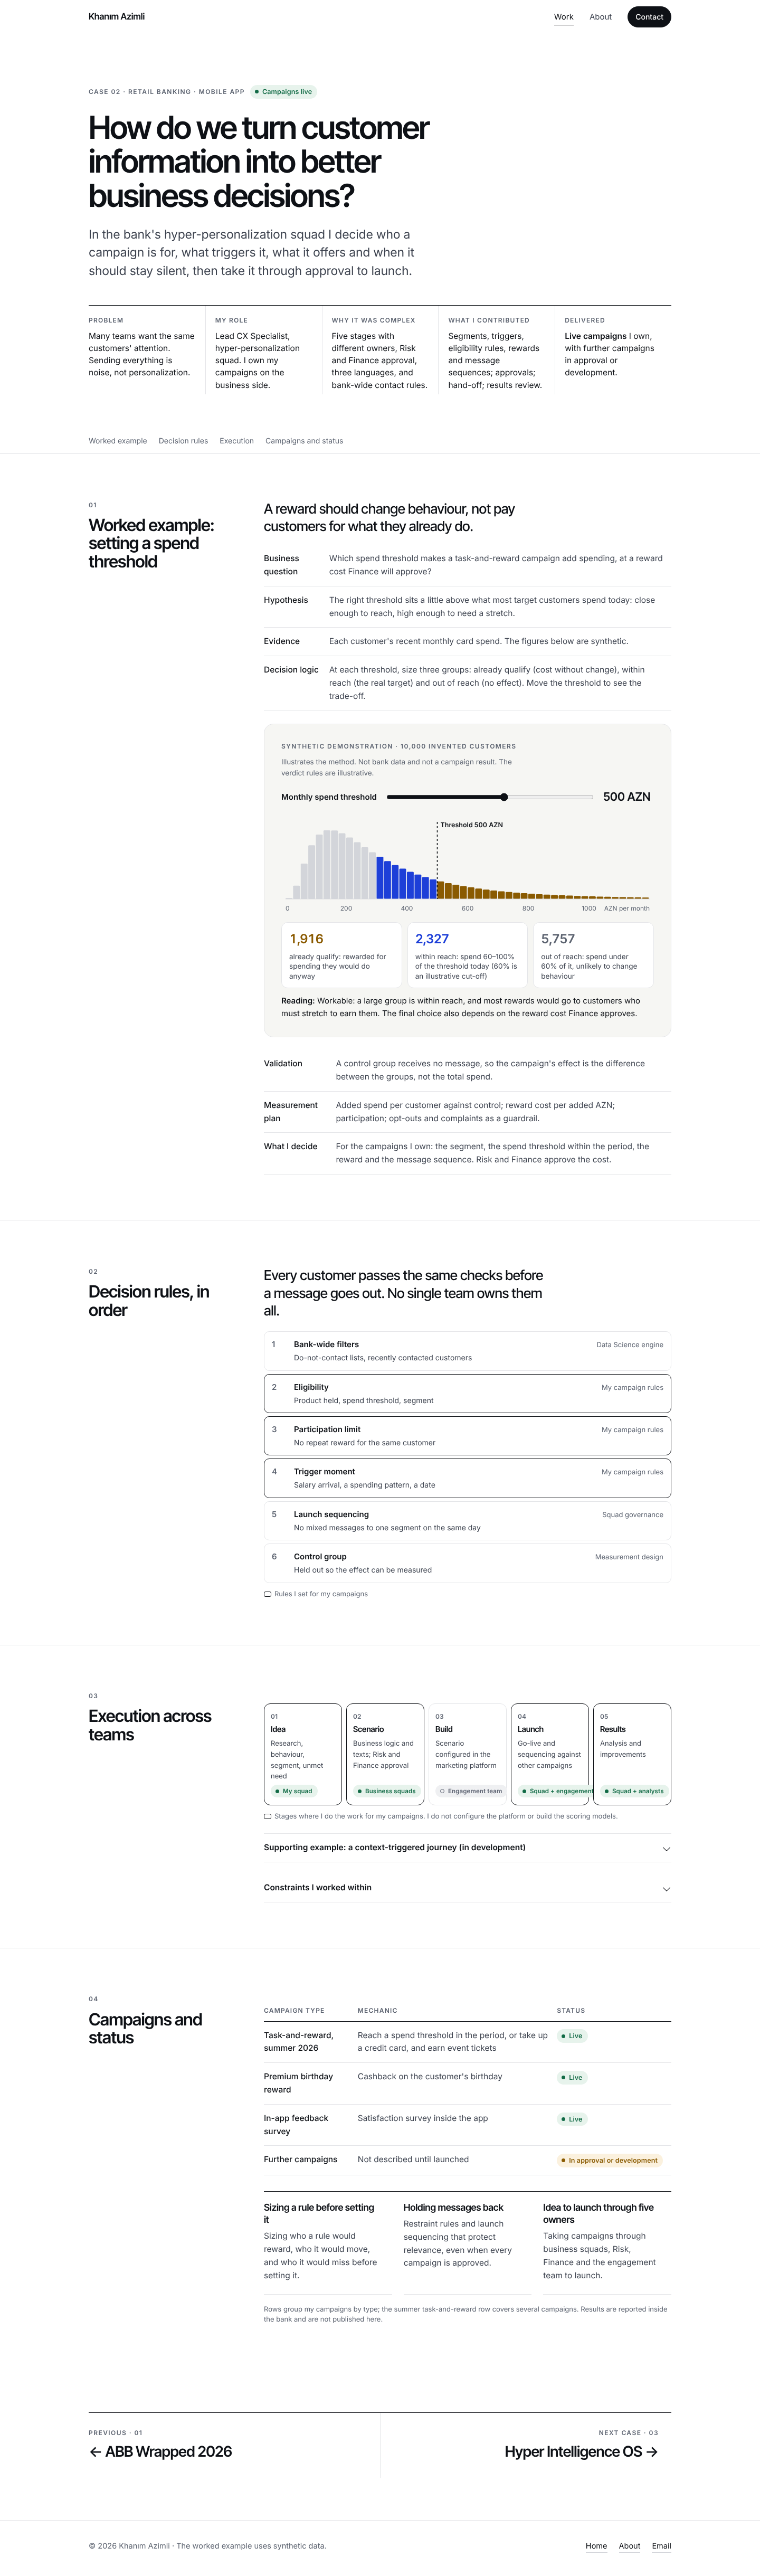 Khanım Azimli
Work
About
Contact
CASE 02 · RETAIL BANKING · MOBILE APP
Campaigns live
How do we turn customer
information into better
business decisions?
In the bank's hyper-personalization squad I decide who a
campaign is for, what triggers it, what it offers and when it
should stay silent, then take it through approval to launch.
PROBLEM
Many teams want the same
customers' attention.
Sending everything is
noise, not personalization.
MY ROLE
Lead CX Specialist,
hyper-personalization
squad. I own my
campaigns on the
business side.
WHY IT WAS COMPLEX
Five stages with
different owners, Risk
and Finance approval,
three languages, and
bank-wide contact rules.
WHAT I CONTRIBUTED
Segments, triggers,
eligibility rules, rewards
and message
sequences; approvals;
hand-off; results review.
DELIVERED
Live campaigns I own,
with further campaigns
in approval or
development.
Worked example
Decision rules
Execution
Campaigns and status
01
Worked example:
setting a spend
threshold
A reward should change behaviour, not pay
customers for what they already do.
Business
question
Which spend threshold makes a task-and-reward campaign add spending, at a reward
cost Finance will approve?
Hypothesis
The right threshold sits a little above what most target customers spend today: close
enough to reach, high enough to need a stretch.
Evidence
Each customer's recent monthly card spend. The figures below are synthetic.
Decision logic
At each threshold, size three groups: already qualify (cost without change), within
reach (the real target) and out of reach (no effect). Move the threshold to see the
trade-off.
SYNTHETIC DEMONSTRATION · 10,000 INVENTED CUSTOMERS
Illustrates the method. Not bank data and not a campaign result. The
verdict rules are illustrative.
Monthly spend threshold
500 AZN
Threshold 500 AZN
0
200
400
600
800
1000
AZN per month
1,916
already qualify: rewarded for
spending they would do
anyway
2,327
within reach: spend 60–100%
of the threshold today (60% is
an illustrative cut-off)
5,757
out of reach: spend under
60% of it, unlikely to change
behaviour
Reading: Workable: a large group is within reach, and most rewards would go to customers who
must stretch to earn them. The final choice also depends on the reward cost Finance approves.
Validation
A control group receives no message, so the campaign's effect is the difference
between the groups, not the total spend.
Measurement
plan
Added spend per customer against control; reward cost per added AZN;
participation; opt-outs and complaints as a guardrail.
What I decide
For the campaigns I own: the segment, the spend threshold within the period, the
reward and the message sequence. Risk and Finance approve the cost.
02
Decision rules, in
order
Every customer passes the same checks before
a message goes out. No single team owns them
all.
1
Bank-wide filters
Do-not-contact lists, recently contacted customers
Data Science engine
2
Eligibility
Product held, spend threshold, segment
My campaign rules
3
Participation limit
No repeat reward for the same customer
My campaign rules
4
Trigger moment
Salary arrival, a spending pattern, a date
My campaign rules
5
Launch sequencing
No mixed messages to one segment on the same day
Squad governance
6
Control group
Held out so the effect can be measured
Measurement design
Rules I set for my campaigns
03
Execution across
teams
01
Idea
Research,
behaviour,
segment, unmet
need
My squad
02
Scenario
Business logic and
texts; Risk and
Finance approval
Business squads
03
Build
Scenario
configured in the
marketing platform
Engagement team
04
Launch
Go-live and
sequencing against
other campaigns
Squad + engagement
05
Results
Analysis and
improvements
Squad + analysts
Stages where I do the work for my campaigns. I do not configure the platform or build the scoring models.
Supporting example: a context-triggered journey (in development)
Constraints I worked within
04
Campaigns and
status
CAMPAIGN TYPE
MECHANIC
STATUS
Task-and-reward,
summer 2026
Reach a spend threshold in the period, or take up
a credit card, and earn event tickets
Live
Premium birthday
reward
Cashback on the customer's birthday
Live
In-app feedback
survey
Satisfaction survey inside the app
Live
Further campaigns
Not described until launched
In approval or development
Sizing a rule before setting
it
Sizing who a rule would
reward, who it would move,
and who it would miss before
setting it.
Holding messages back
Restraint rules and launch
sequencing that protect
relevance, even when every
campaign is approved.
Idea to launch through five
owners
Taking campaigns through
business squads, Risk,
Finance and the engagement
team to launch.
Rows group my campaigns by type; the summer task-and-reward row covers several campaigns. Results are reported inside
the bank and are not published here.
PREVIOUS · 01
← ABB Wrapped 2026
NEXT CASE · 03
Hyper Intelligence OS →
© 2026 Khanım Azimli · The worked example uses synthetic data.
Home
About
Email